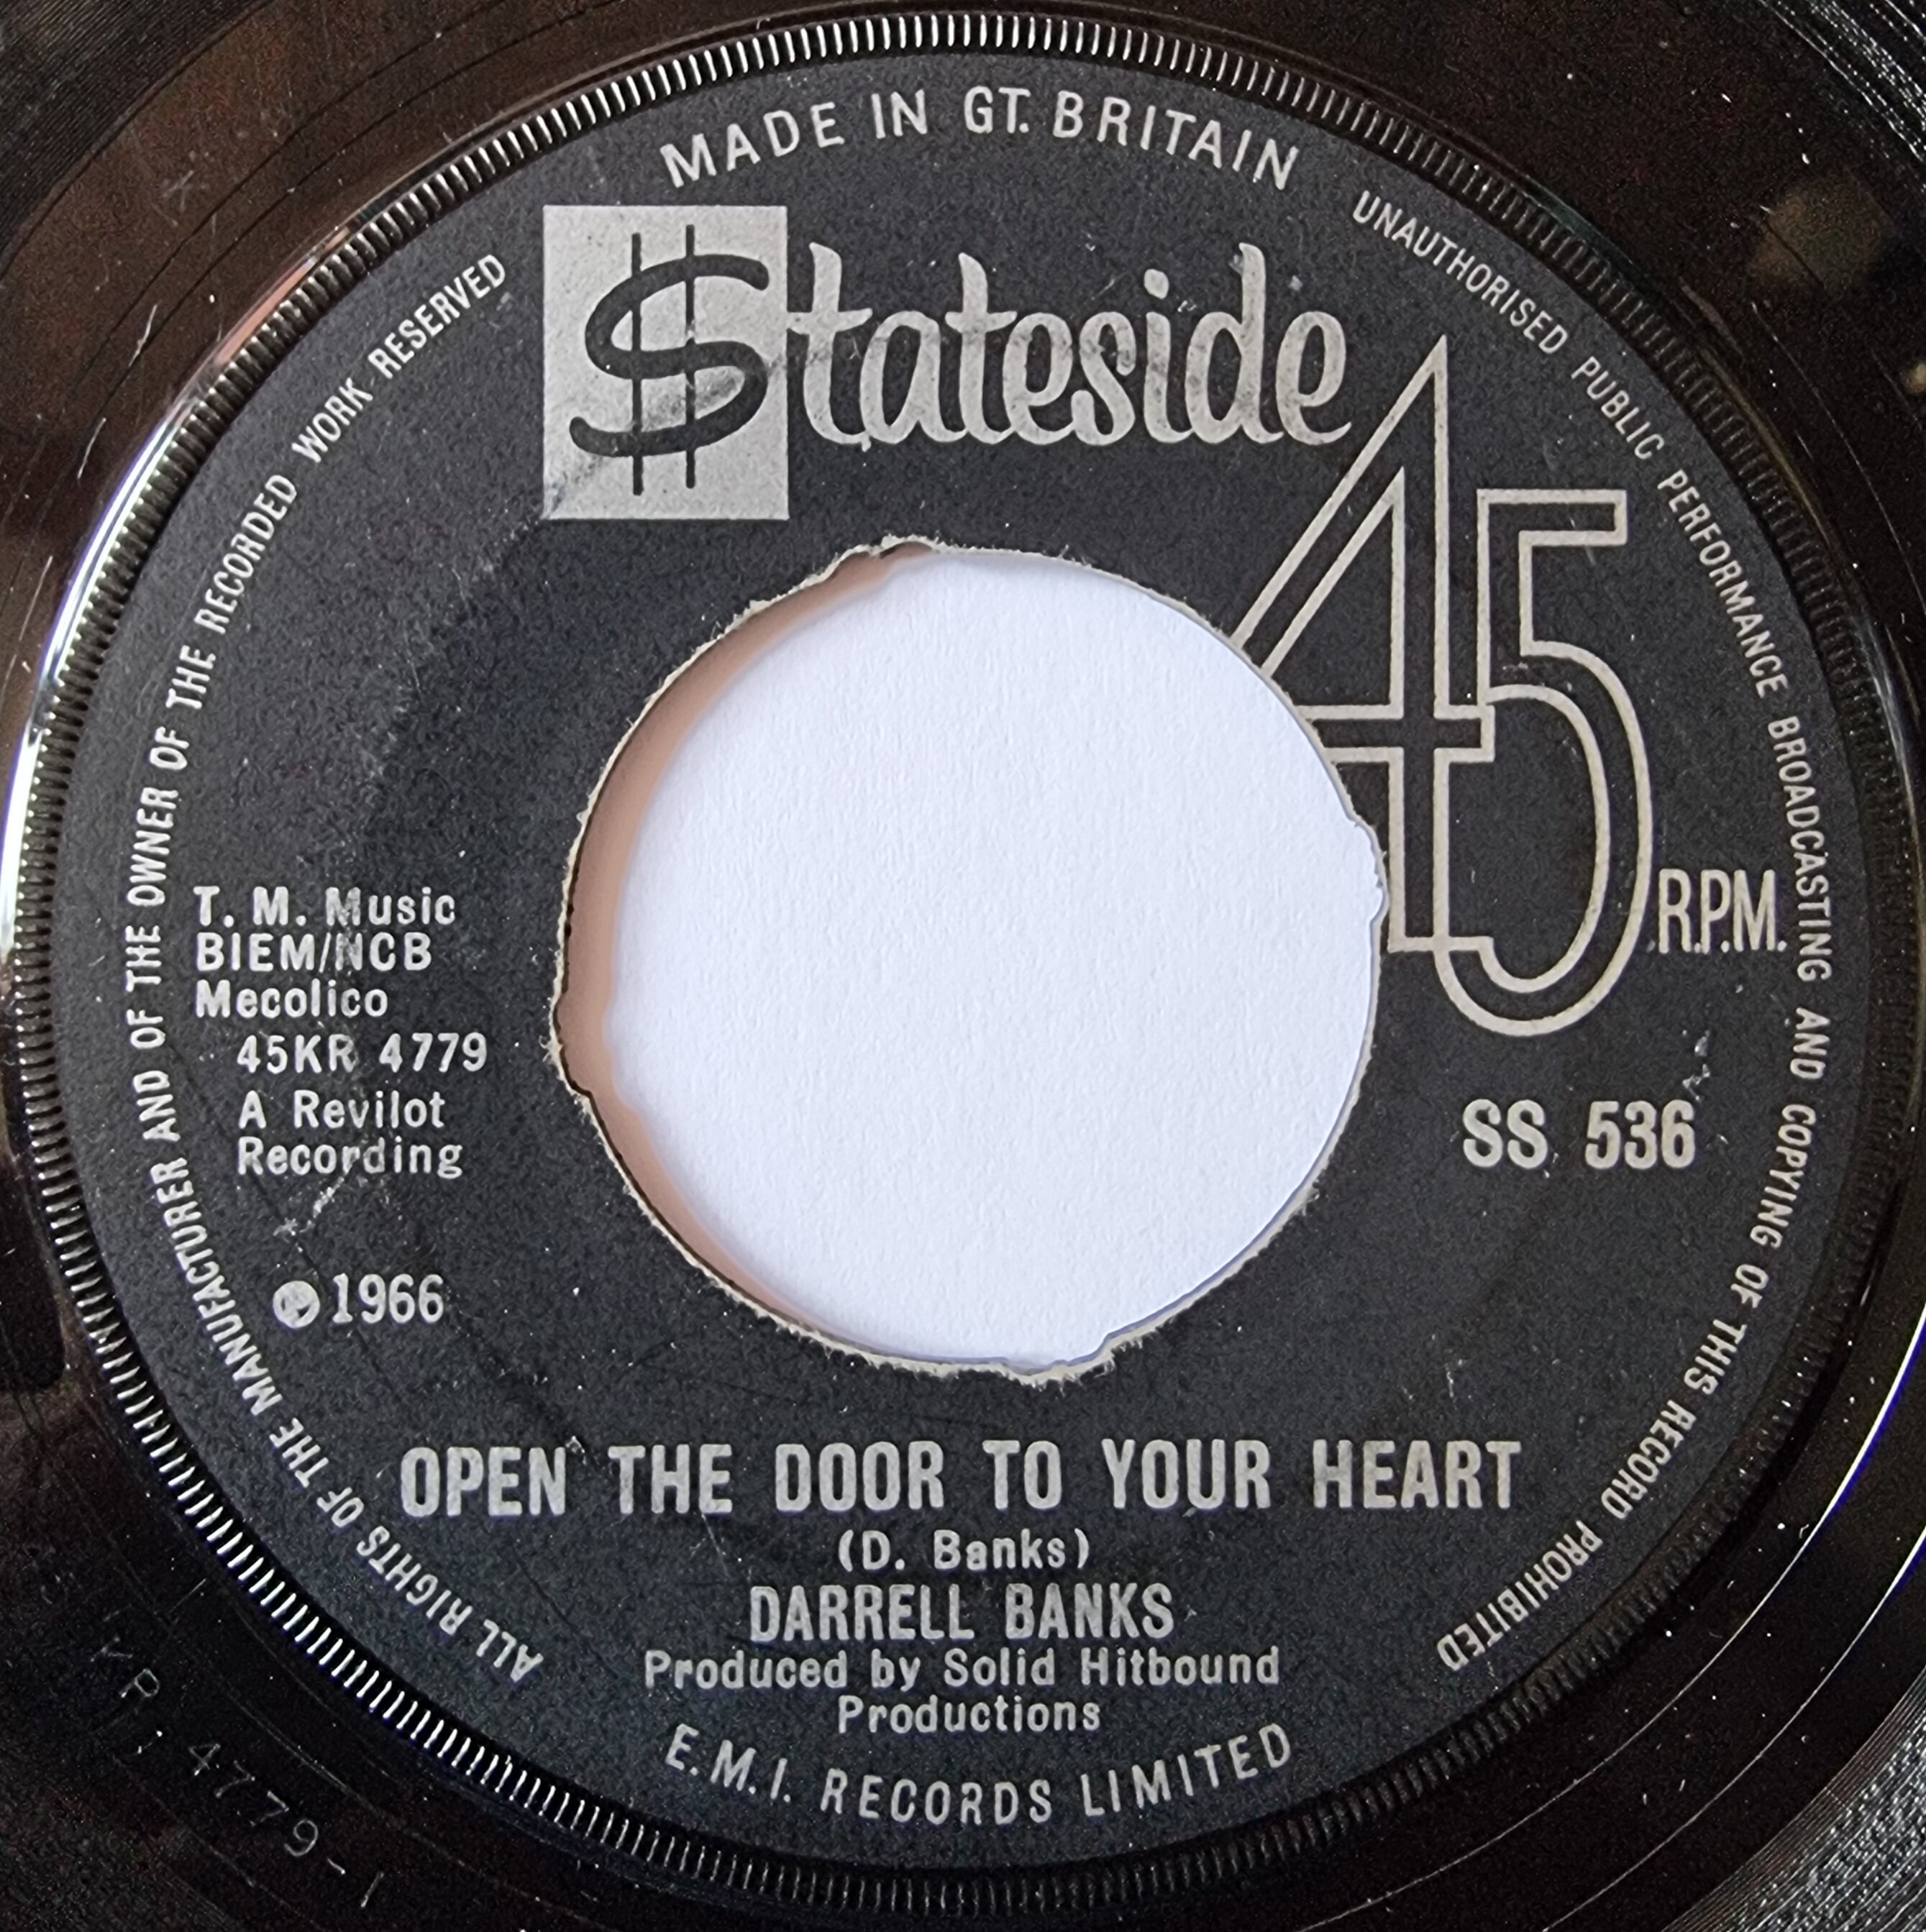 MADE IN GT. BRITAIN
UNAUTHORISED PUBLIC PERFORMANCE BROADCASTING AND COPYING OF THIS RECORD PROHIBITED
ALL RIGHTS OF THE MANUFACTURER AND OF THE OWNER OF THE RECORDED WORK RESERVED
Stateside
45
R.P.M.
T. M. Music
BIEM/NCB
Mecolico
45KR 4779
A Revilot
Recording
SS 536
℗1966
OPEN THE DOOR TO YOUR HEART
(D. Banks)
DARRELL BANKS
Produced by Solid Hitbound
Productions
E.M.I. RECORDS LIMITED
KR. 4779-1